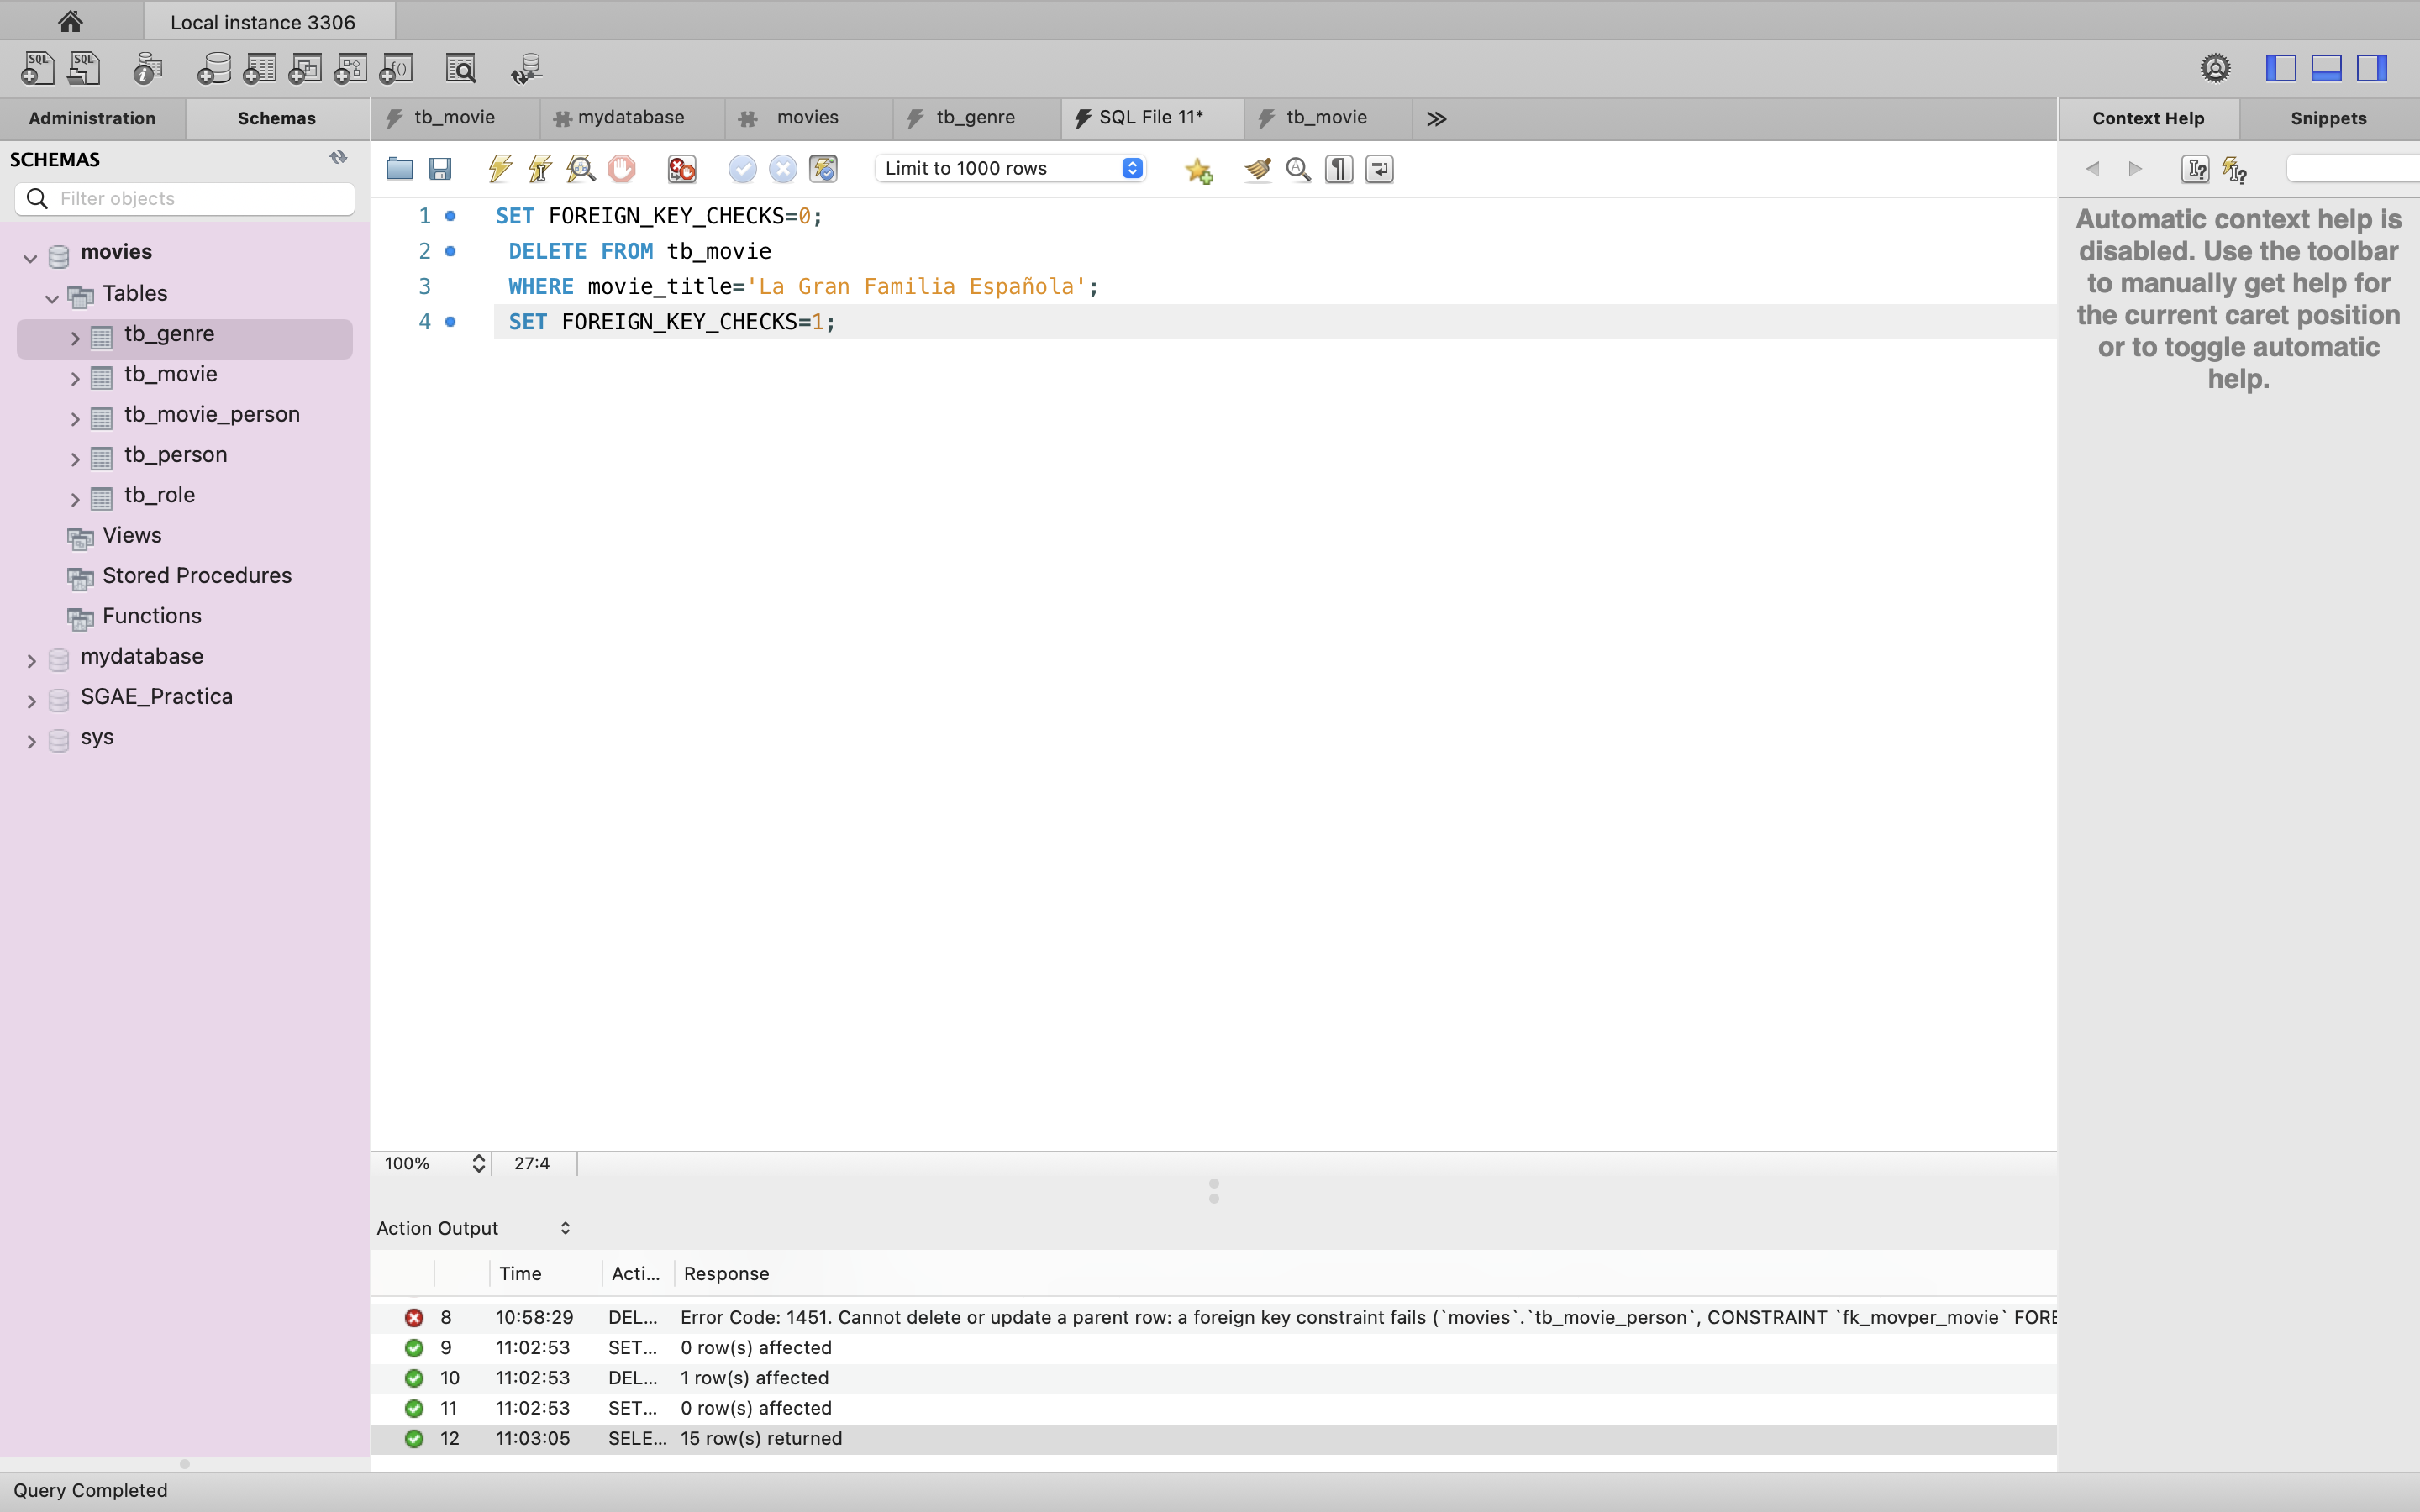 Local instance 3306
SQL
SQL
Administration
Schemas
tb_movie
mydatabase
movies
tb_genre
SQL File 11*
tb_movie
Context Help
Snippets
SCHEMAS
Filter objects
Limit to 1000 rows
movies
Tables
tb_genre
tb_movie
tb_movie_person
tb_person
tb_role
Views
Stored Procedures
Functions
mydatabase
SGAE_Practica
sys
1 SET FOREIGN_KEY_CHECKS=0;
2 DELETE FROM tb_movie
3 WHERE movie_title='La Gran Familia Española';
4 SET FOREIGN_KEY_CHECKS=1;
Automatic context help is
disabled. Use the toolbar
to manually get help for
the current caret position
or to toggle automatic
help.
100% 27:4
Action Output
Time Acti... Response
8 10:58:29 DEL... Error Code: 1451. Cannot delete or update a parent row: a foreign key constraint fails (`movies`.`tb_movie_person`, CONSTRAINT `fk_movper_movie` FORE
9 11:02:53 SET... 0 row(s) affected
10 11:02:53 DEL... 1 row(s) affected
11 11:02:53 SET... 0 row(s) affected
12 11:03:05 SELE... 15 row(s) returned
Query Completed